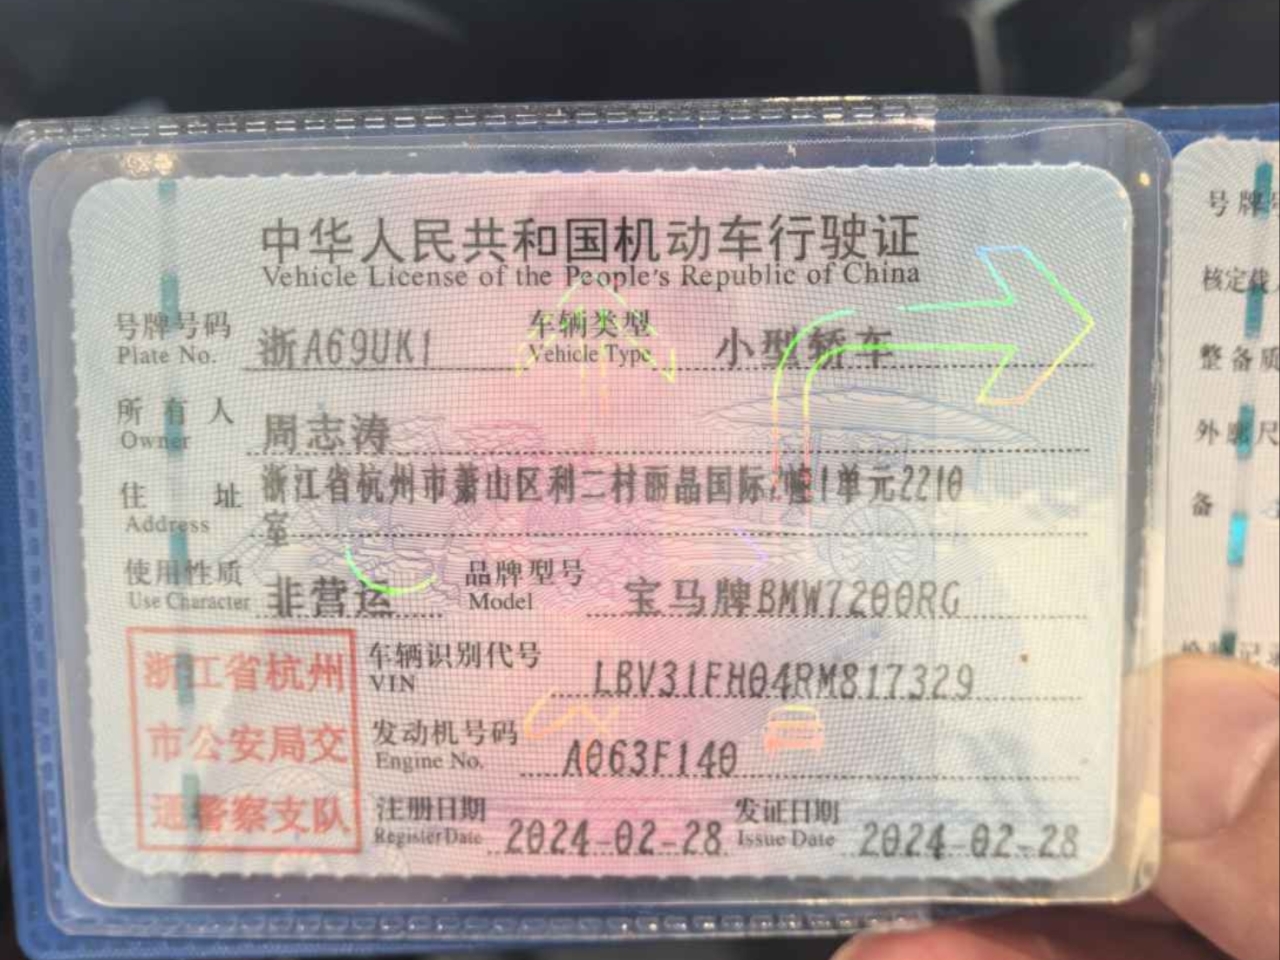 中华人民共和国机动车行驶证
Vehicle License of the People's Republic of China
号牌号码 浙A69UK1 车辆类型 小型轿车
Plate No. Vehicle Type
所有人 周志涛
Owner
住址 浙江省杭州市萧山区利二村丽晶国际 幢1单元2210
Address 室
使用性质 非营运 品牌型号 宝马牌BMW7200RG
Use Character Model
车辆识别代号 LBV31FH04RM817329
VIN
发动机号码 A063F140
Engine No.
注册日期 2024-02-28 发证日期 2024-02-28
Register Date Issue Date
浙江省杭州
市公安局交
通警察支队
号牌
核定载
整备质
外廓尺
备